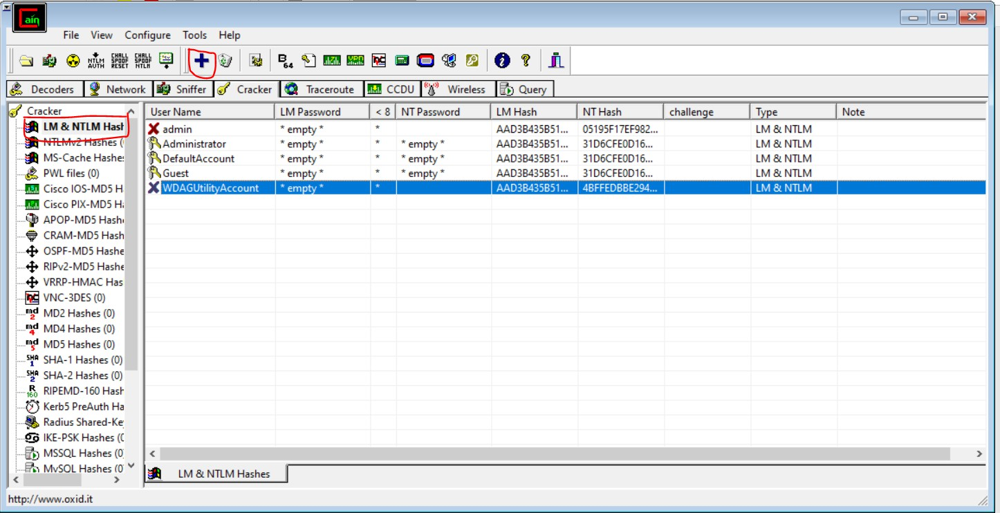 Cain
File View Configure Tools Help
NTLM AUTH CHALL SPOOF RESET CHALL SPOOF NTLM B 64
Decoders Network Sniffer Cracker Traceroute CCDU Wireless Query
Cracker
LM & NTLM Hash
NTLMv2 Hashes (
MS-Cache Hashes
PWL files (0)
Cisco IOS-MD5 H
Cisco PIX-MD5 Ha
APOP-MD5 Hash
CRAM-MD5 Hash
OSPF-MD5 Hashe
RIPv2-MD5 Hashe
VRRP-HMAC Has
VNC-3DES (0)
MD2 Hashes (0)
MD4 Hashes (0)
MD5 Hashes (0)
SHA-1 Hashes (0)
SHA-2 Hashes (0)
RIPEMD-160 Hash
Kerb5 PreAuth Ha
Radius Shared-Ke
IKE-PSK Hashes (0
MSSQL Hashes (0
MySQL Hashes (0
User Name LM Password < 8 NT Password LM Hash NT Hash challenge Type Note
admin * empty * * AAD3B435B51... 05195F17EF982... LM & NTLM
Administrator * empty * * * empty * AAD3B435B51... 31D6CFE0D16... LM & NTLM
DefaultAccount * empty * * * empty * AAD3B435B51... 31D6CFE0D16... LM & NTLM
Guest * empty * * * empty * AAD3B435B51... 31D6CFE0D16... LM & NTLM
WDAGUtilityAccount * empty * * AAD3B435B51... 4BFFEDBBE294... LM & NTLM
LM & NTLM Hashes
http://www.oxid.it